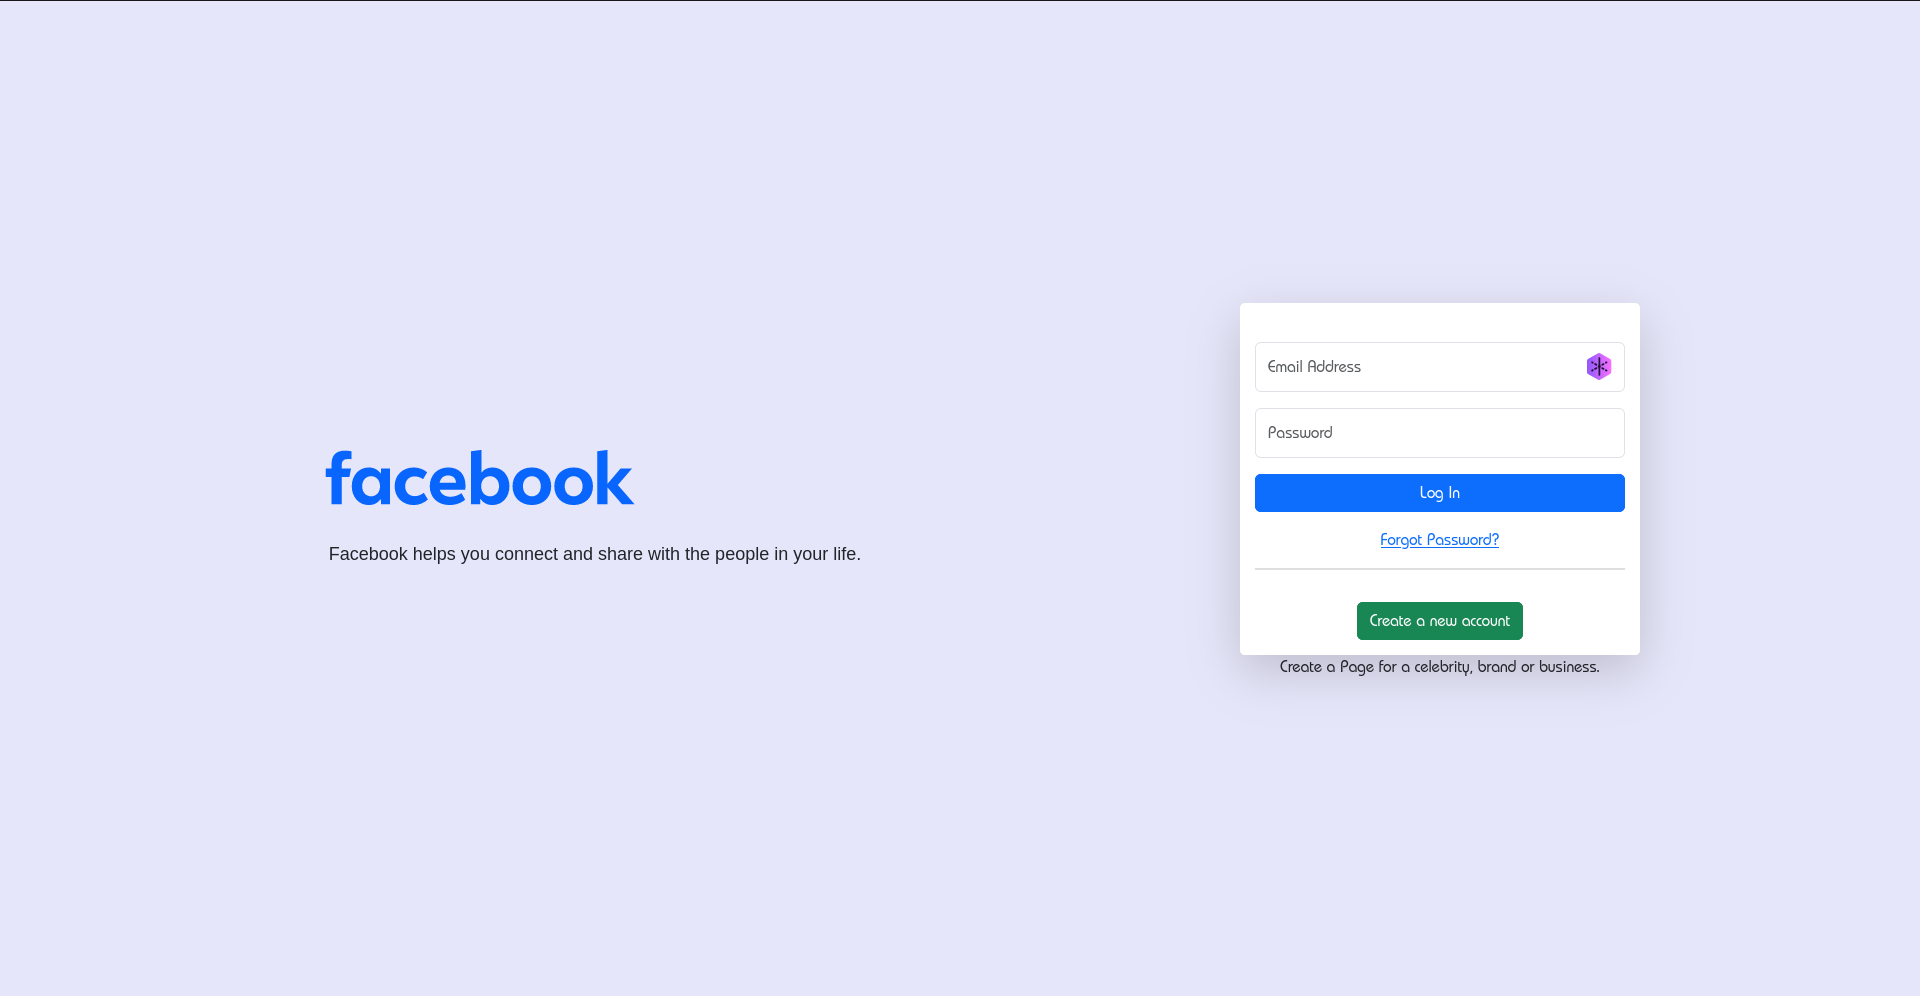 facebook
Facebook helps you connect and share with the people in your life.
Email Address
Password
Log In
Forgot Password?
Create a new account
Create a Page for a celebrity, brand or business.